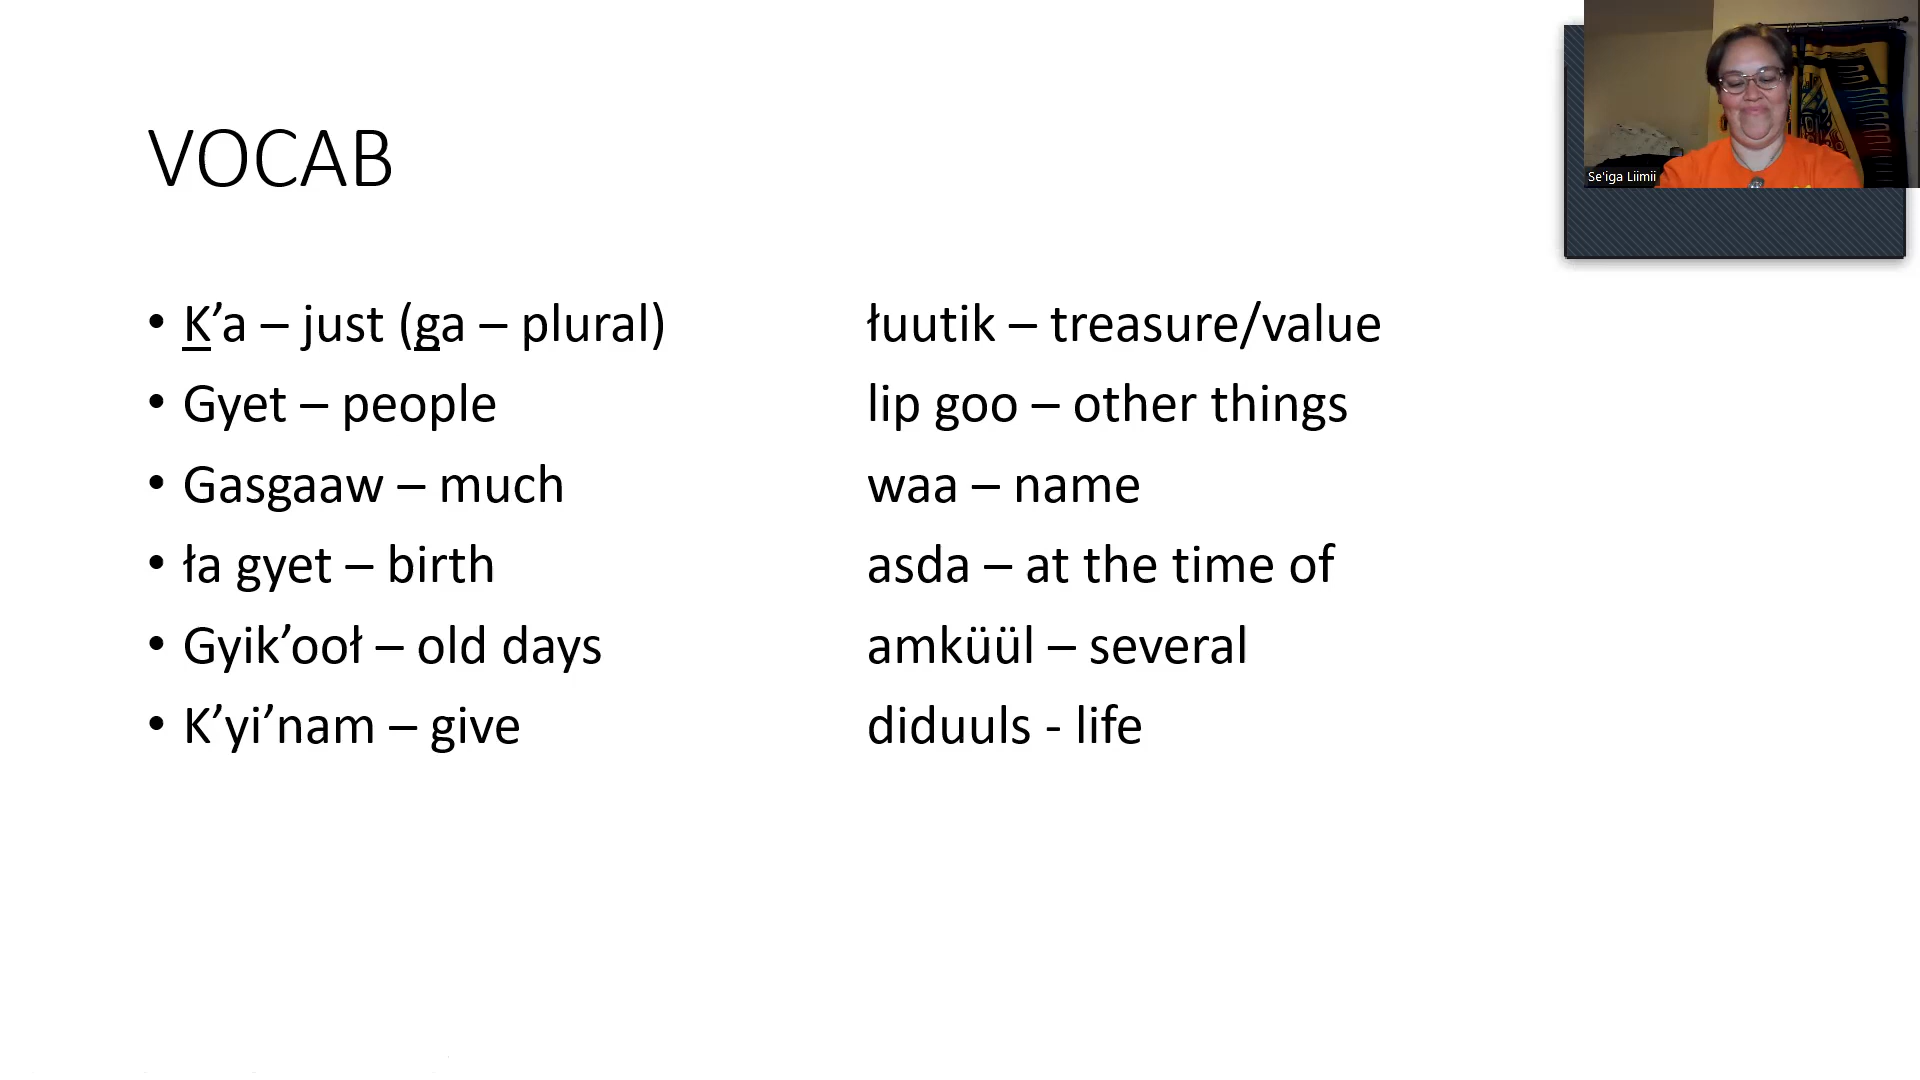 VOCAB
• K̲’a – just (g̲a – plural)
• Gyet – people
• Gasgaaw – much
• ła gyet – birth
• Gyik’ooł – old days
• K’yi’nam – give
łuutik – treasure/value
lip goo – other things
waa – name
asda – at the time of
amküül – several
diduuls - life
Se'iga Liimii